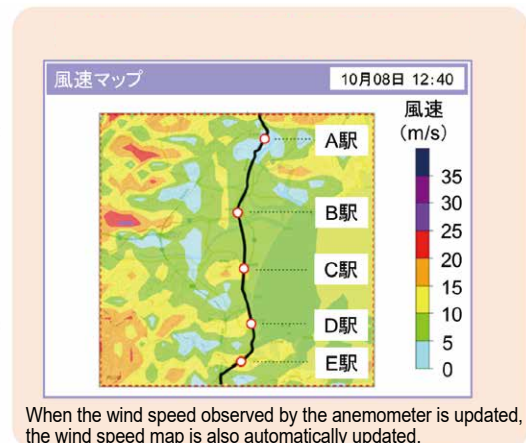 風速マップ
10月08日 12:40
風速
(m/s)
A駅
B駅
C駅
D駅
E駅
35
30
25
20
15
10
5
0
When the wind speed observed by the anemometer is updated,
the wind speed map is also automatically updated.